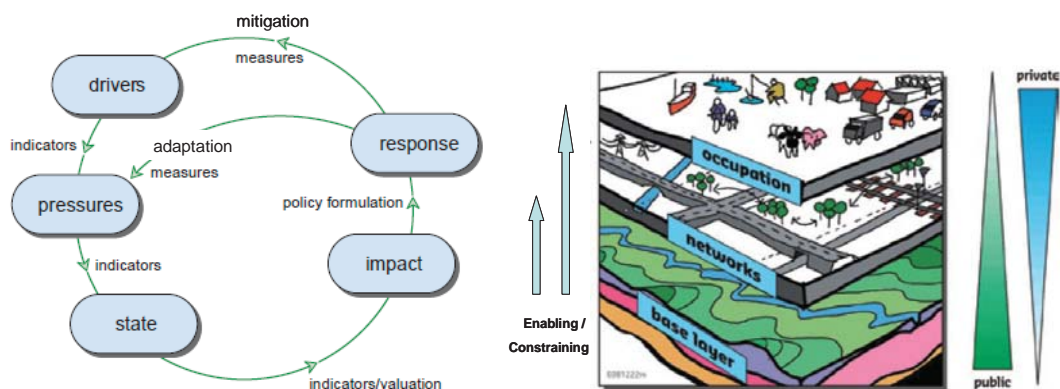 mitigation
measures
drivers
indicators
adaptation
measures
response
pressures
policy formulation
indicators
impact
state
indicators/valuation
Enabling /
Constraining
occupation
networks
base layer
private
public